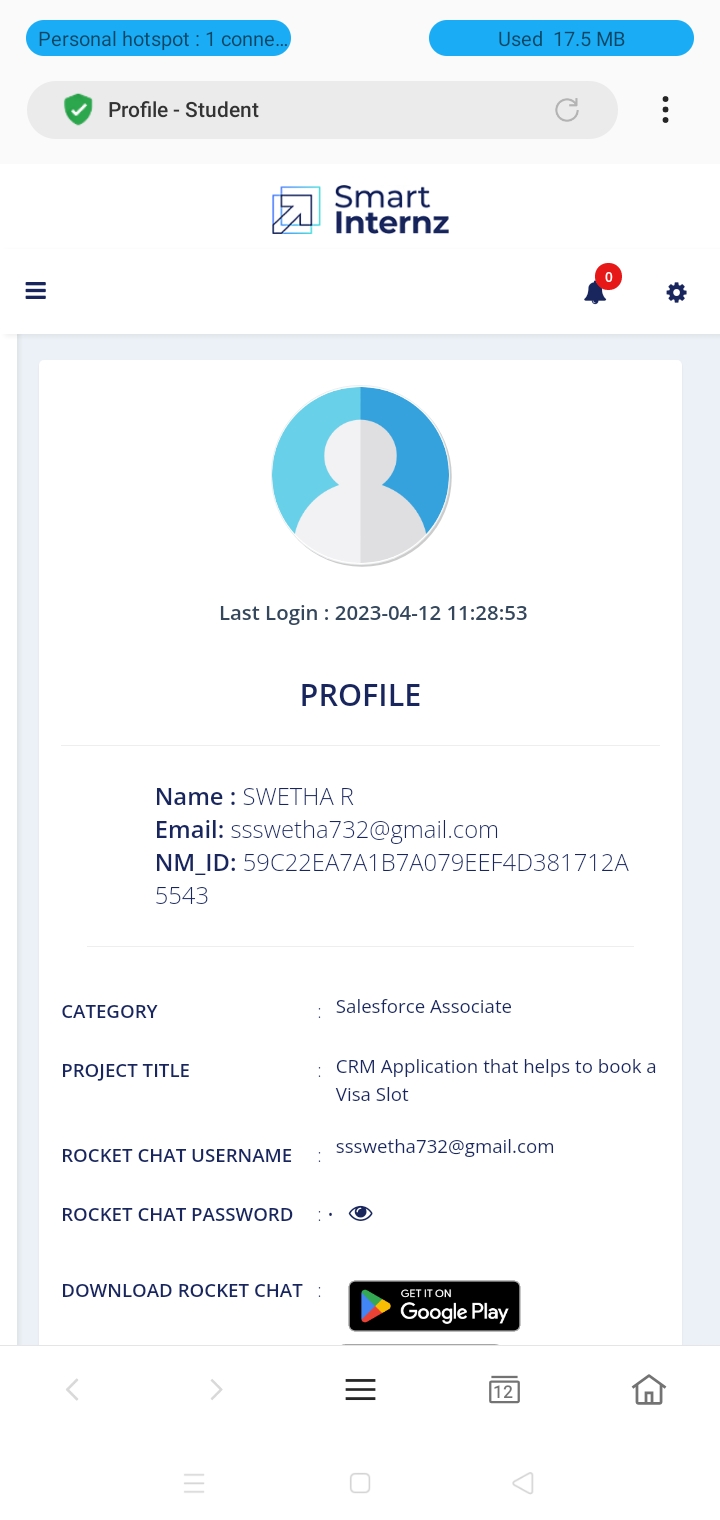 Personal hotspot : 1 conne...
Used 17.5 MB
Profile - Student
Smart
Internz
0
Last Login : 2023-04-12 11:28:53
PROFILE
Name : SWETHA R
Email: ssswetha732@gmail.com
NM_ID: 59C22EA7A1B7A079EEF4D381712A
5543
CATEGORY : Salesforce Associate
PROJECT TITLE : CRM Application that helps to book a
Visa Slot
ROCKET CHAT USERNAME : ssswetha732@gmail.com
ROCKET CHAT PASSWORD : ·
DOWNLOAD ROCKET CHAT :
GET IT ON
Google Play
12